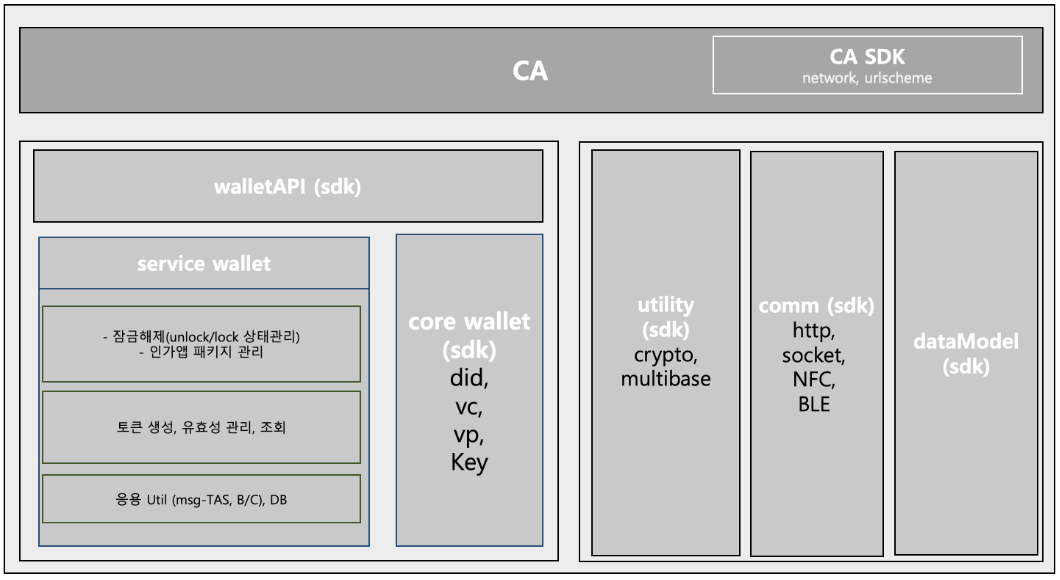 CA
CA SDK
network, urlscheme
walletAPI (sdk)
service wallet
- 잠금해제(unlock/lock 상태관리)
- 인가앱 패키지 관리
토큰 생성, 유효성 관리, 조회
응용 Util (msg-TAS, B/C), DB
core wallet
(sdk)
did,
vc,
vp,
Key
utility
(sdk)
crypto,
multibase
comm (sdk)
http,
socket,
NFC,
BLE
dataModel
(sdk)